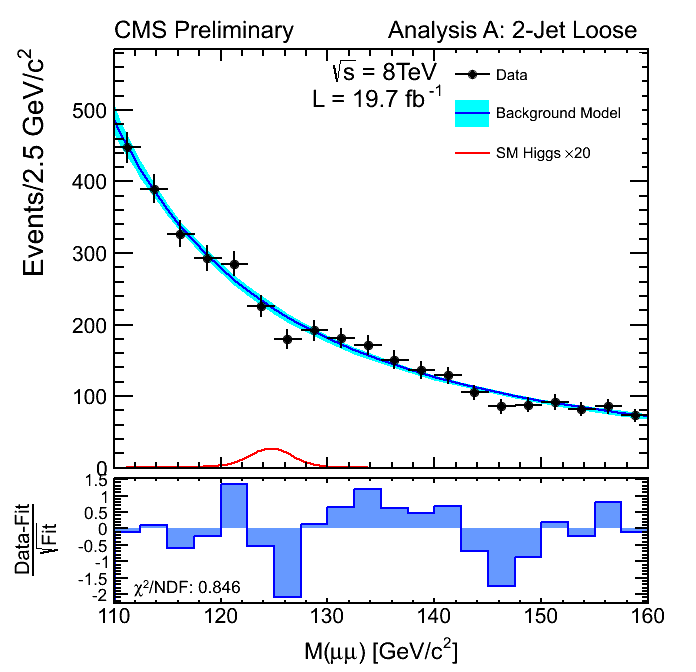 CMS Preliminary Analysis A: 2-Jet Loose
√s = 8TeV
L = 19.7 fb⁻¹
Data
Background Model
SM Higgs ×20
Events/2.5 GeV/c²
500
400
300
200
100
0
Data-Fit
√Fit
1.5
1
0.5
0
-0.5
-1
-1.5
-2
χ²/NDF: 0.846
110 120 130 140 150 160
M(μμ) [GeV/c²]